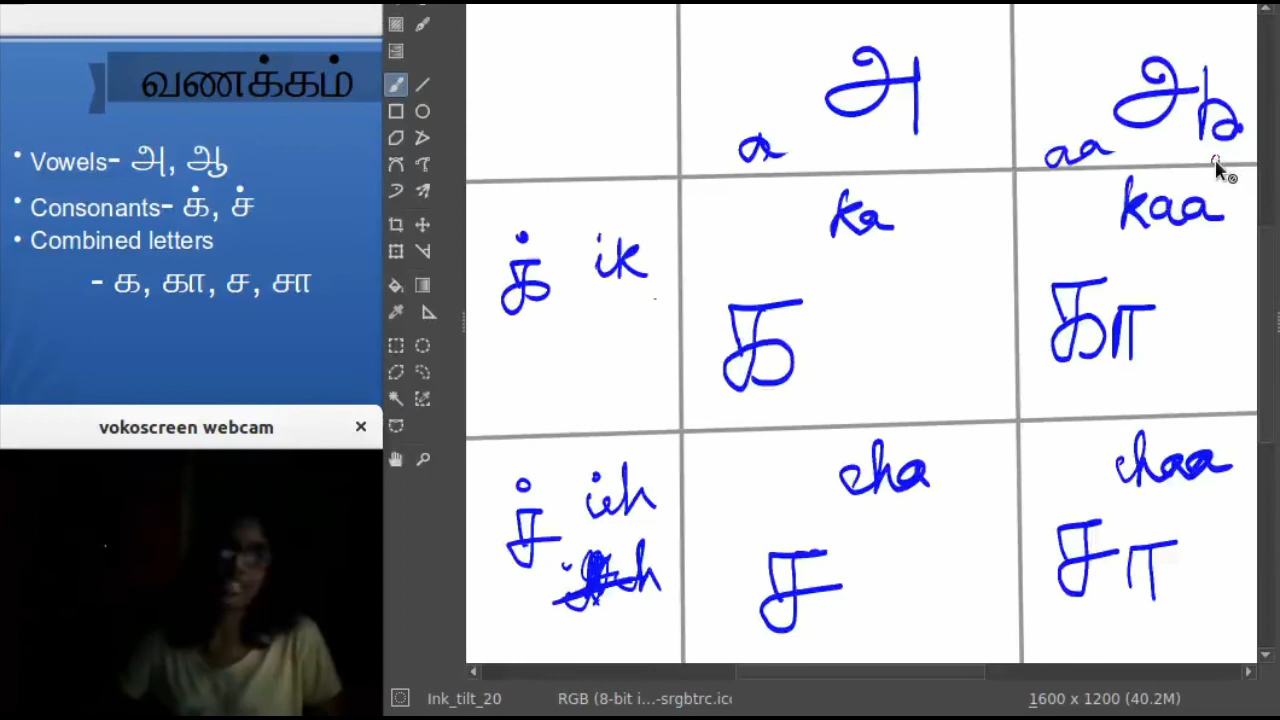 வணக்கம்
• Vowels- அ, ஆ
• Consonants- க், ச்
• Combined letters
- க, கா, ச, சா
vokoscreen webcam
அ
a
ஆ
aa
க்
ik
ka
க
kaa
கா
ச்
ich
cha
ச
chaa
சா
Ink_tilt_20
RGB (8-bit i...-srgbtrc.icc
1600 x 1200 (40.2M)